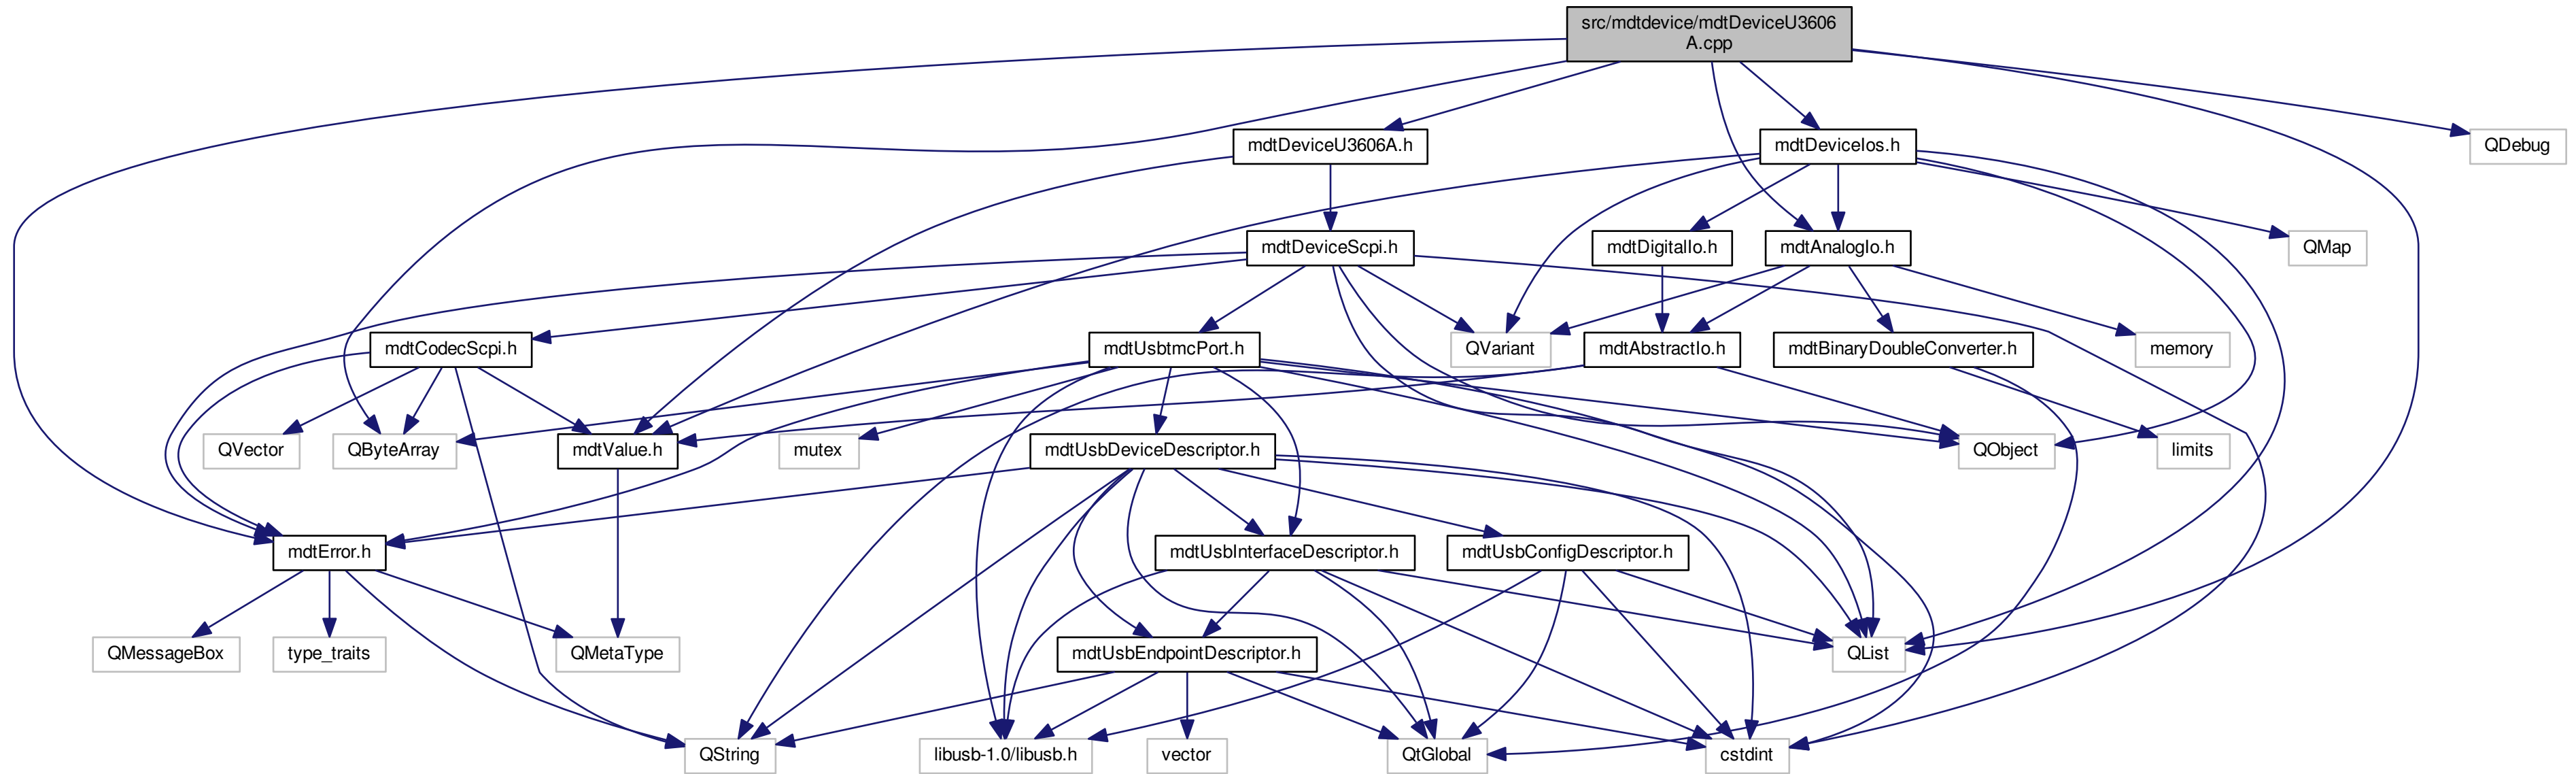 src/mdtdevice/mdtDeviceU3606
A.cpp
mdtDeviceU3606A.h
mdtDeviceIos.h
QDebug
mdtDeviceScpi.h
mdtDigitalIo.h
mdtAnalogIo.h
QMap
mdtCodecScpi.h
mdtUsbtmcPort.h
QVariant
mdtAbstractIo.h
mdtBinaryDoubleConverter.h
memory
QVector
QByteArray
mdtValue.h
mutex
mdtUsbDeviceDescriptor.h
QObject
limits
mdtError.h
mdtUsbInterfaceDescriptor.h
mdtUsbConfigDescriptor.h
QMessageBox
type_traits
QMetaType
mdtUsbEndpointDescriptor.h
QList
QString
libusb-1.0/libusb.h
vector
QtGlobal
cstdint